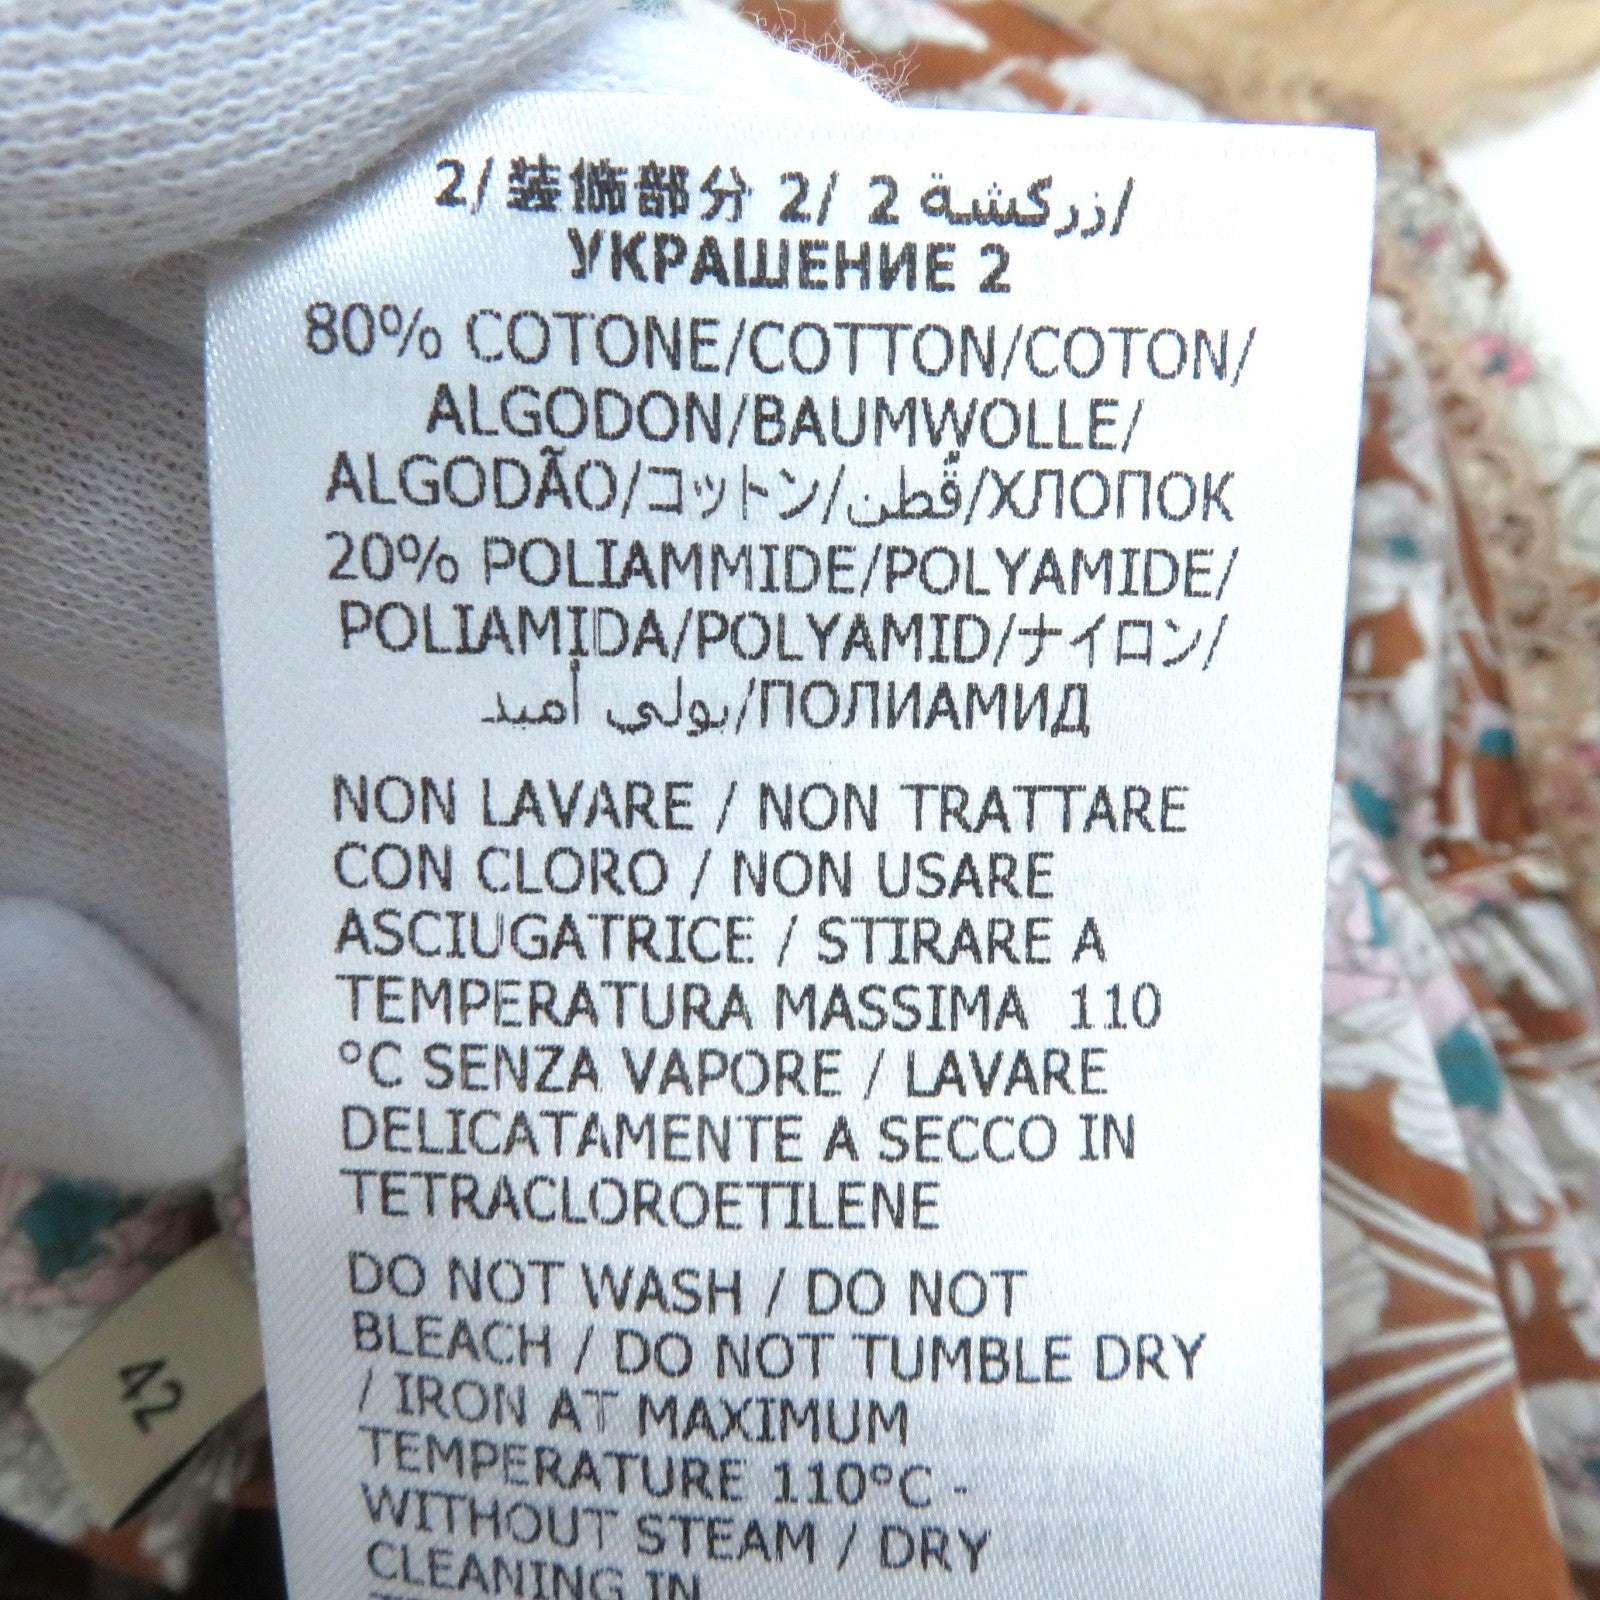 2/ 装飾部分 2/ 2 زركشة/
УКРАШЕНИЕ 2
80% COTONE/COTTON/COTON/
ALGODON/BAUMWOLLE/
ALGODÃO/コットン/قُطن/ХЛОПОК
20% POLIAMMIDE/POLYAMIDE/
POLIAMIDA/POLYAMID/ナイロン/
بولي أميد/ПОЛИАМИД
NON LAVARE / NON TRATTARE
CON CLORO / NON USARE
ASCIUGATRICE / STIRARE A
TEMPERATURA MASSIMA 110
°C SENZA VAPORE / LAVARE
DELICATAMENTE A SECCO IN
TETRACLOROETILENE
DO NOT WASH / DO NOT
BLEACH / DO NOT TUMBLE DRY
/ IRON AT MAXIMUM
TEMPERATURE 110°C -
WITHOUT STEAM / DRY
CLEANING IN
42